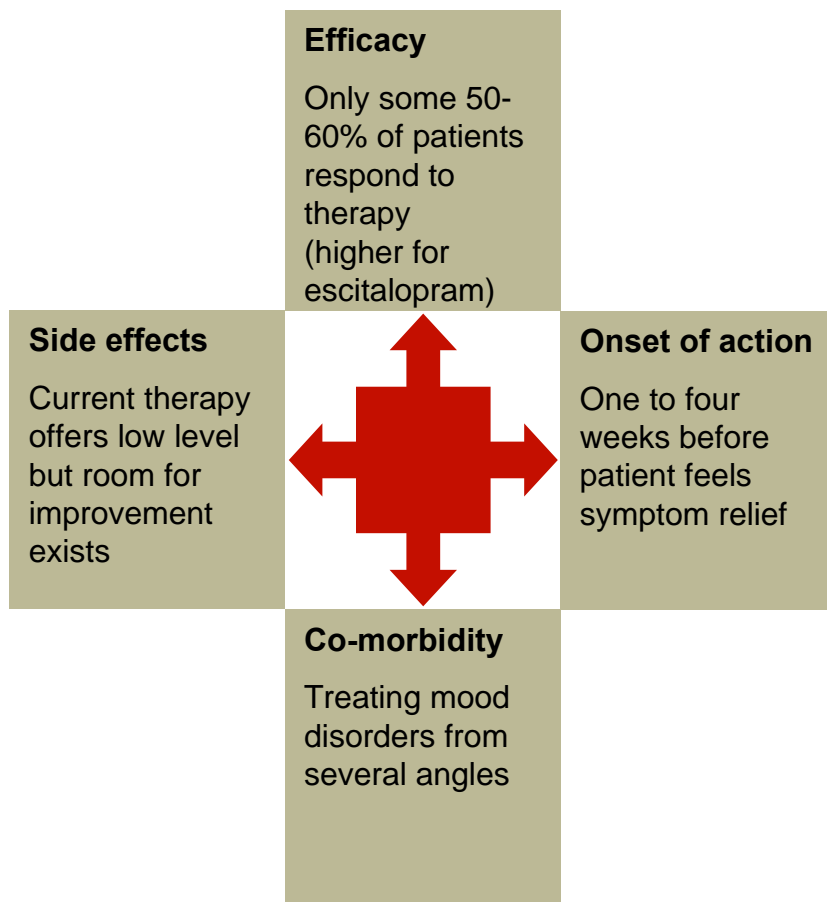 Efficacy
Only some 50-
60% of patients
respond to
therapy
(higher for
escitalopram)
Side effects
Current therapy
offers low level
but room for
improvement
exists
Onset of action
One to four
weeks before
patient feels
symptom relief
Co-morbidity
Treating mood
disorders from
several angles